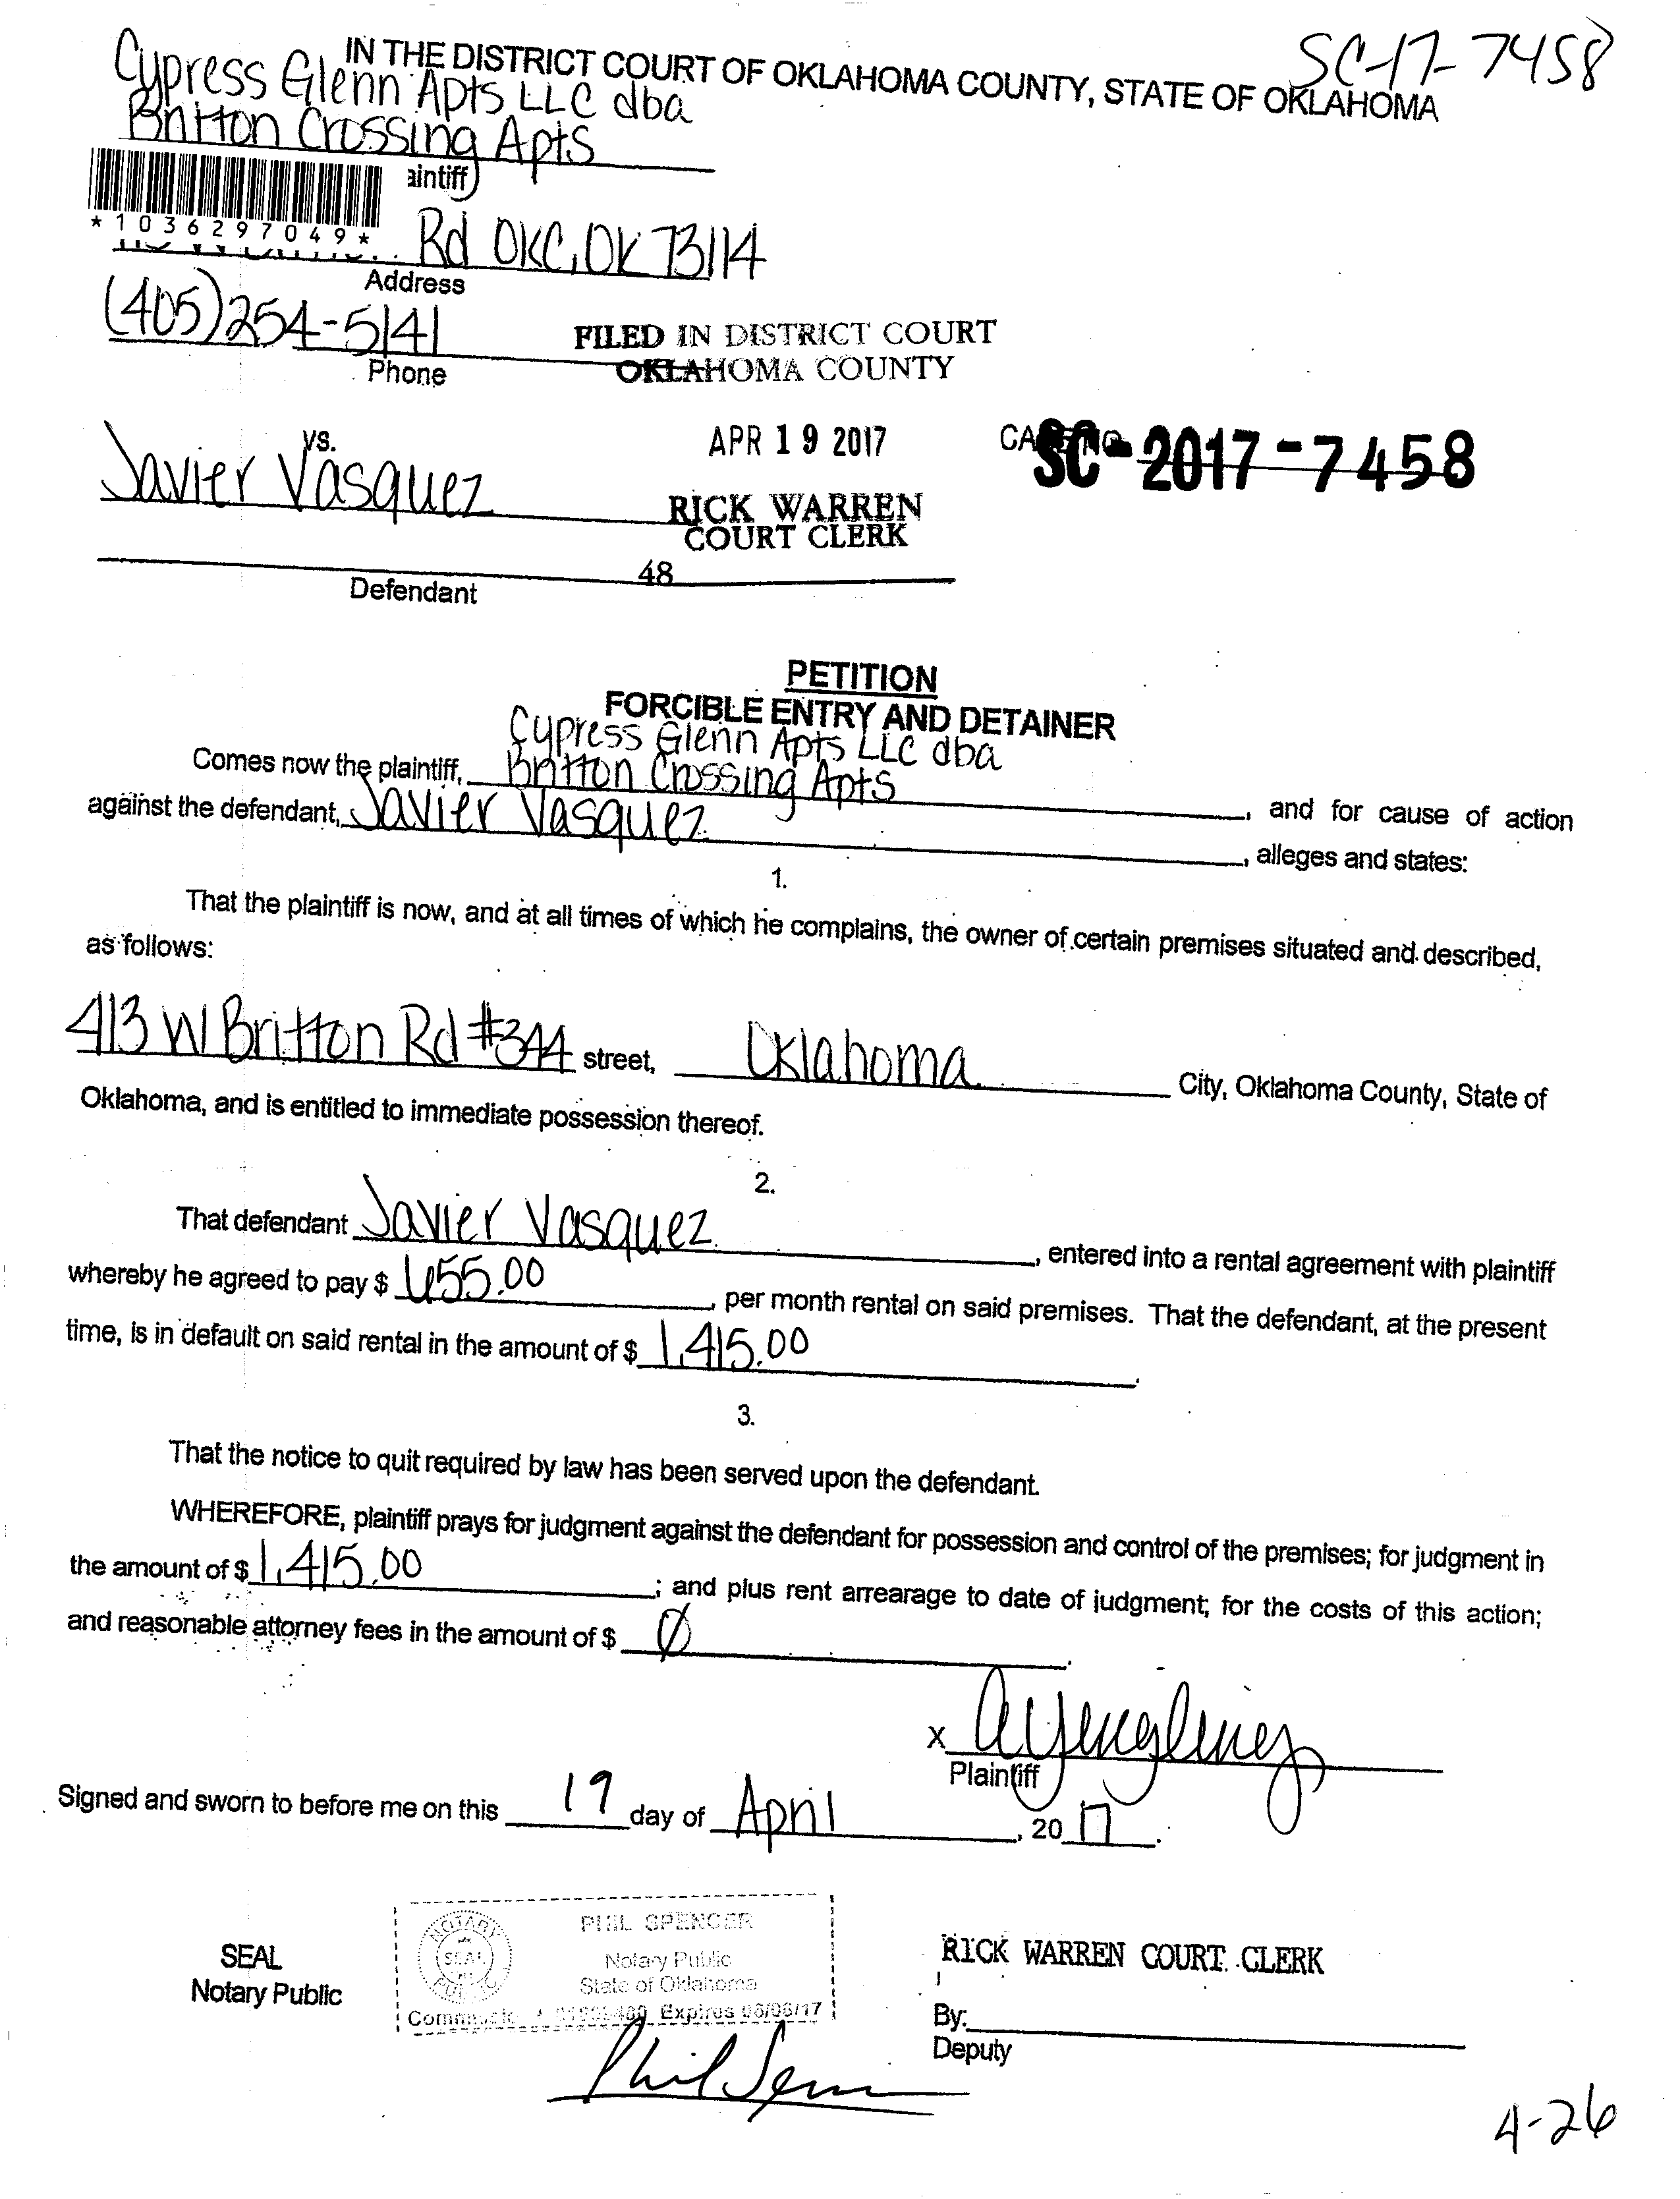 SC-17-7458
IN THE DISTRICT COURT OF OKLAHOMA COUNTY, STATE OF OKLAHOMA
Cypress Glenn Apts LLC dba
Britton Crossing Apts
aintiff
*1036297049*
Rd OKC, OK 73114
Address
(405)254-5141
Phone
FILED IN DISTRICT COURT
OKLAHOMA COUNTY
APR 19 2017
RICK WARREN
COURT CLERK
48
SC-2017-7458
vs.
Javier Vasquez
Defendant
PETITION
FORCIBLE ENTRY AND DETAINER
Cypress Glenn Apts LLC dba
Comes now the plaintiff, Britton Crossing Apts, and for cause of action
against the defendant, Javier Vasquez, alleges and states:
1.
That the plaintiff is now, and at all times of which he complains, the owner of certain premises situated and described,
as follows:
413 W Britton Rd #344 street, Oklahoma City, Oklahoma County, State of
Oklahoma, and is entitled to immediate possession thereof.
2.
That defendant Javier Vasquez, entered into a rental agreement with plaintiff
whereby he agreed to pay $ 655.00, per month rental on said premises. That the defendant, at the present
time, is in default on said rental in the amount of $ 1,415.00.
3.
That the notice to quit required by law has been served upon the defendant.
WHEREFORE, plaintiff prays for judgment against the defendant for possession and control of the premises; for judgment in
the amount of $ 1,415.00; and plus rent arrearage to date of judgment; for the costs of this action;
and reasonable attorney fees in the amount of $ Ø.
x
Plaintiff
Signed and sworn to before me on this 19 day of April, 2017.
SEAL
Notary Public
NOTARY
SEAL
PUBLIC
PHIL SPENCER
Notary Public
State of Oklahoma
Expires 06/06/17
RICK WARREN COURT CLERK
By:
Deputy
4-26